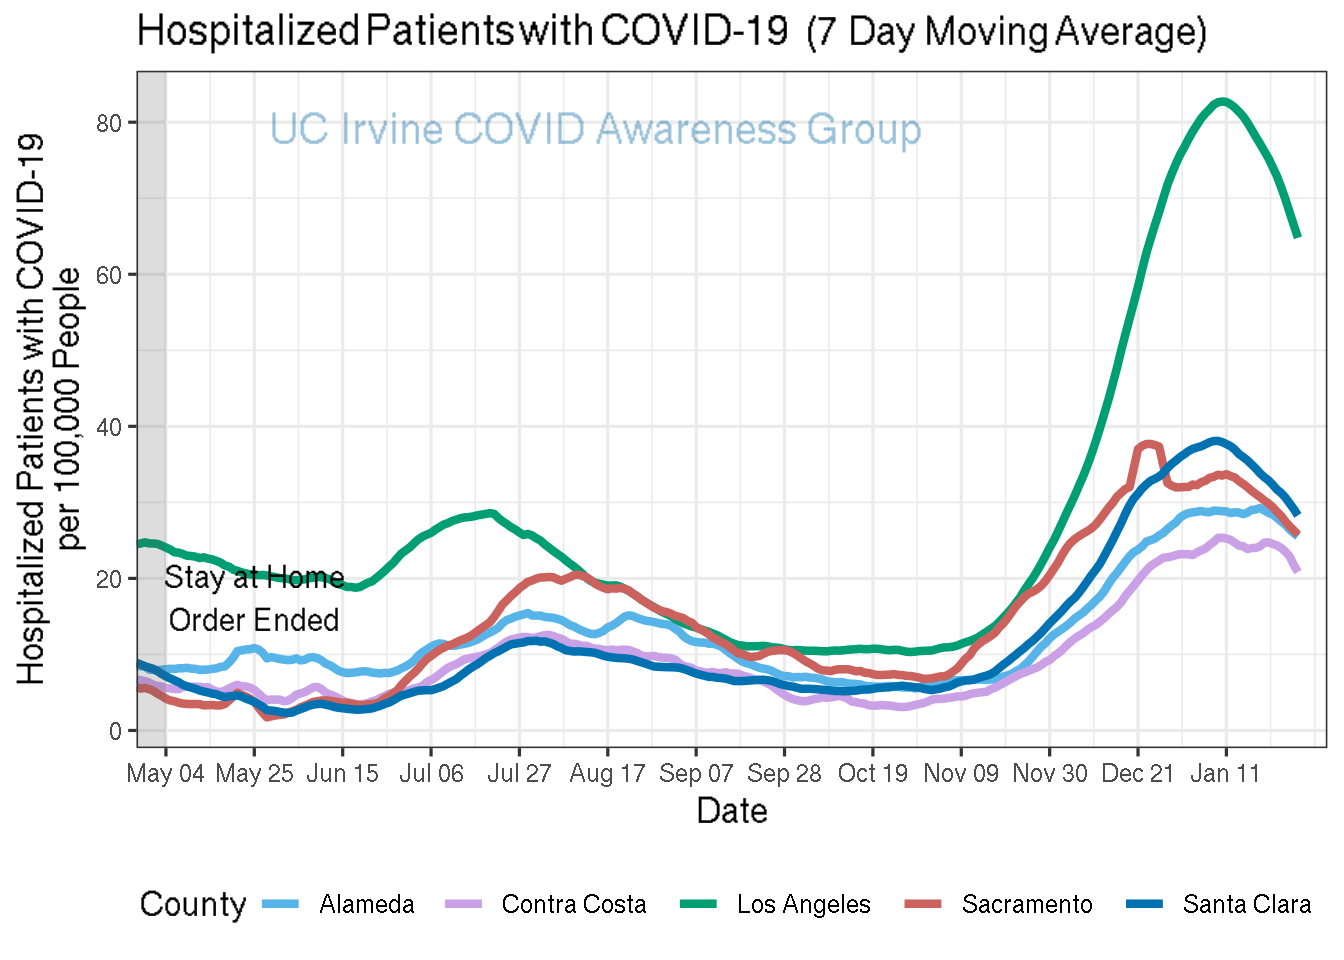 Hospitalized Patients with COVID-19 (7 Day Moving Average)
UC Irvine COVID Awareness Group
Hospitalized Patients with COVID-19
per 100,000 People
80
60
40
20
0
Stay at Home
Order Ended
May 04 May 25 Jun 15 Jul 06 Jul 27 Aug 17 Sep 07 Sep 28 Oct 19 Nov 09 Nov 30 Dec 21 Jan 11
Date
County Alameda Contra Costa Los Angeles Sacramento Santa Clara